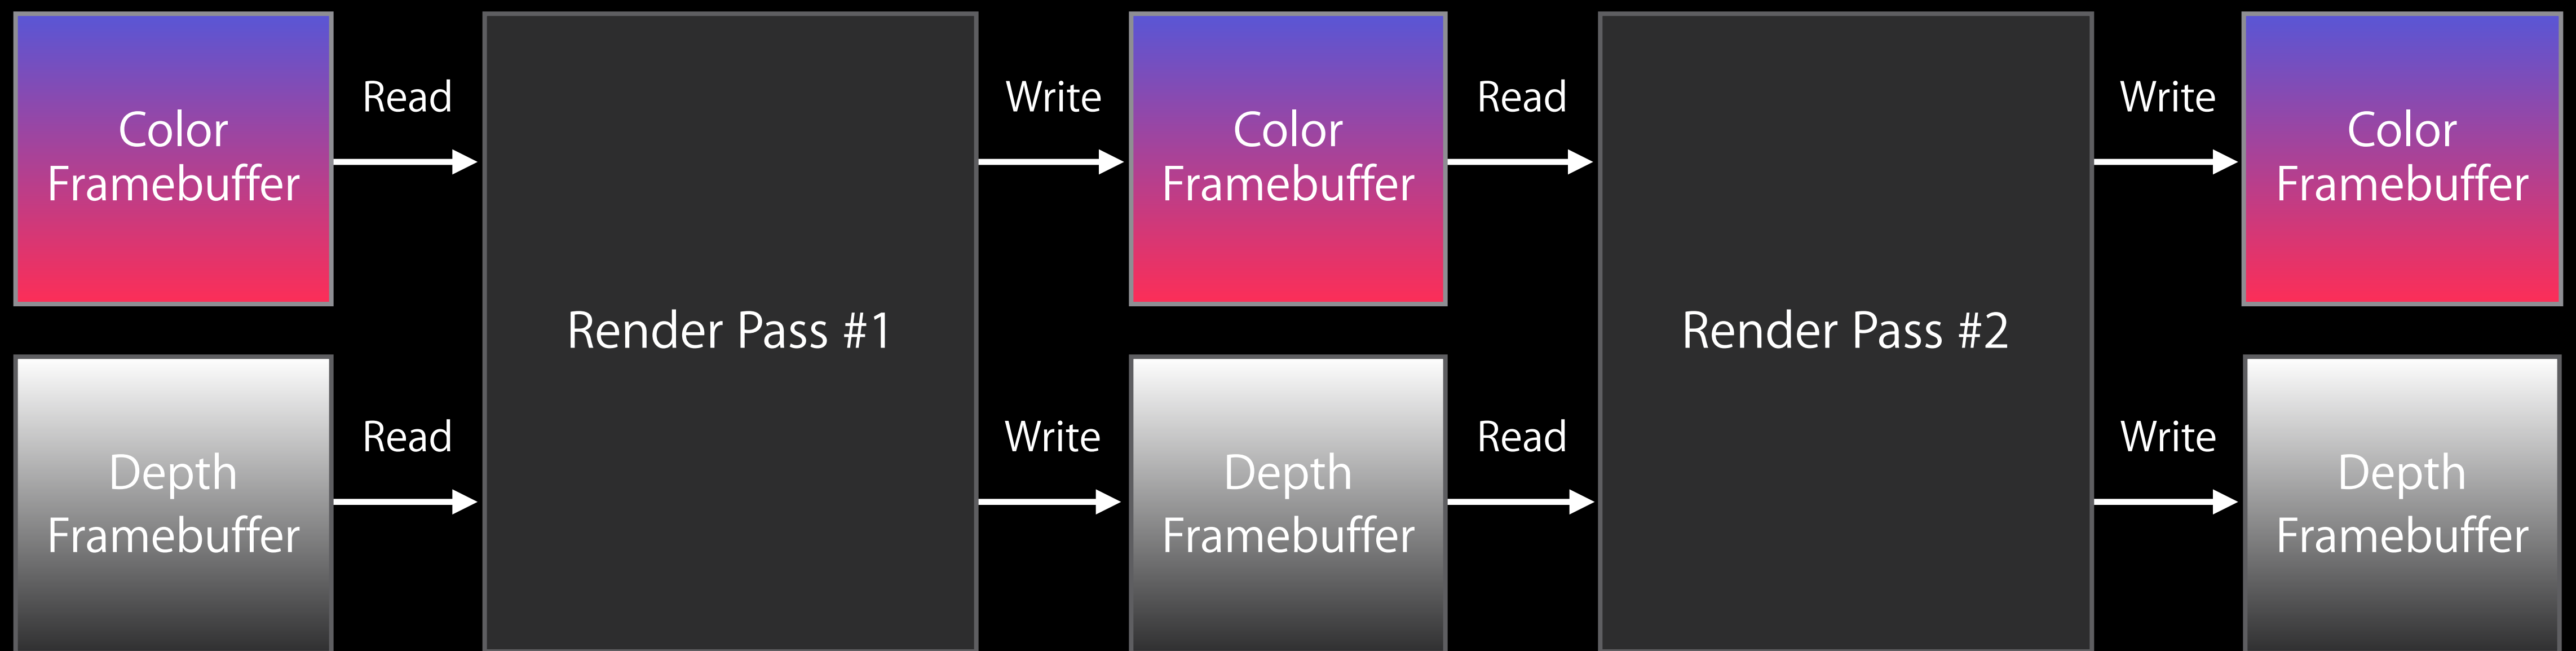 Color
Framebuffer
Read
Write
Color
Framebuffer
Read
Write
Color
Framebuffer
Render Pass #1
Render Pass #2
Depth
Framebuffer
Read
Write
Depth
Framebuffer
Read
Write
Depth
Framebuffer